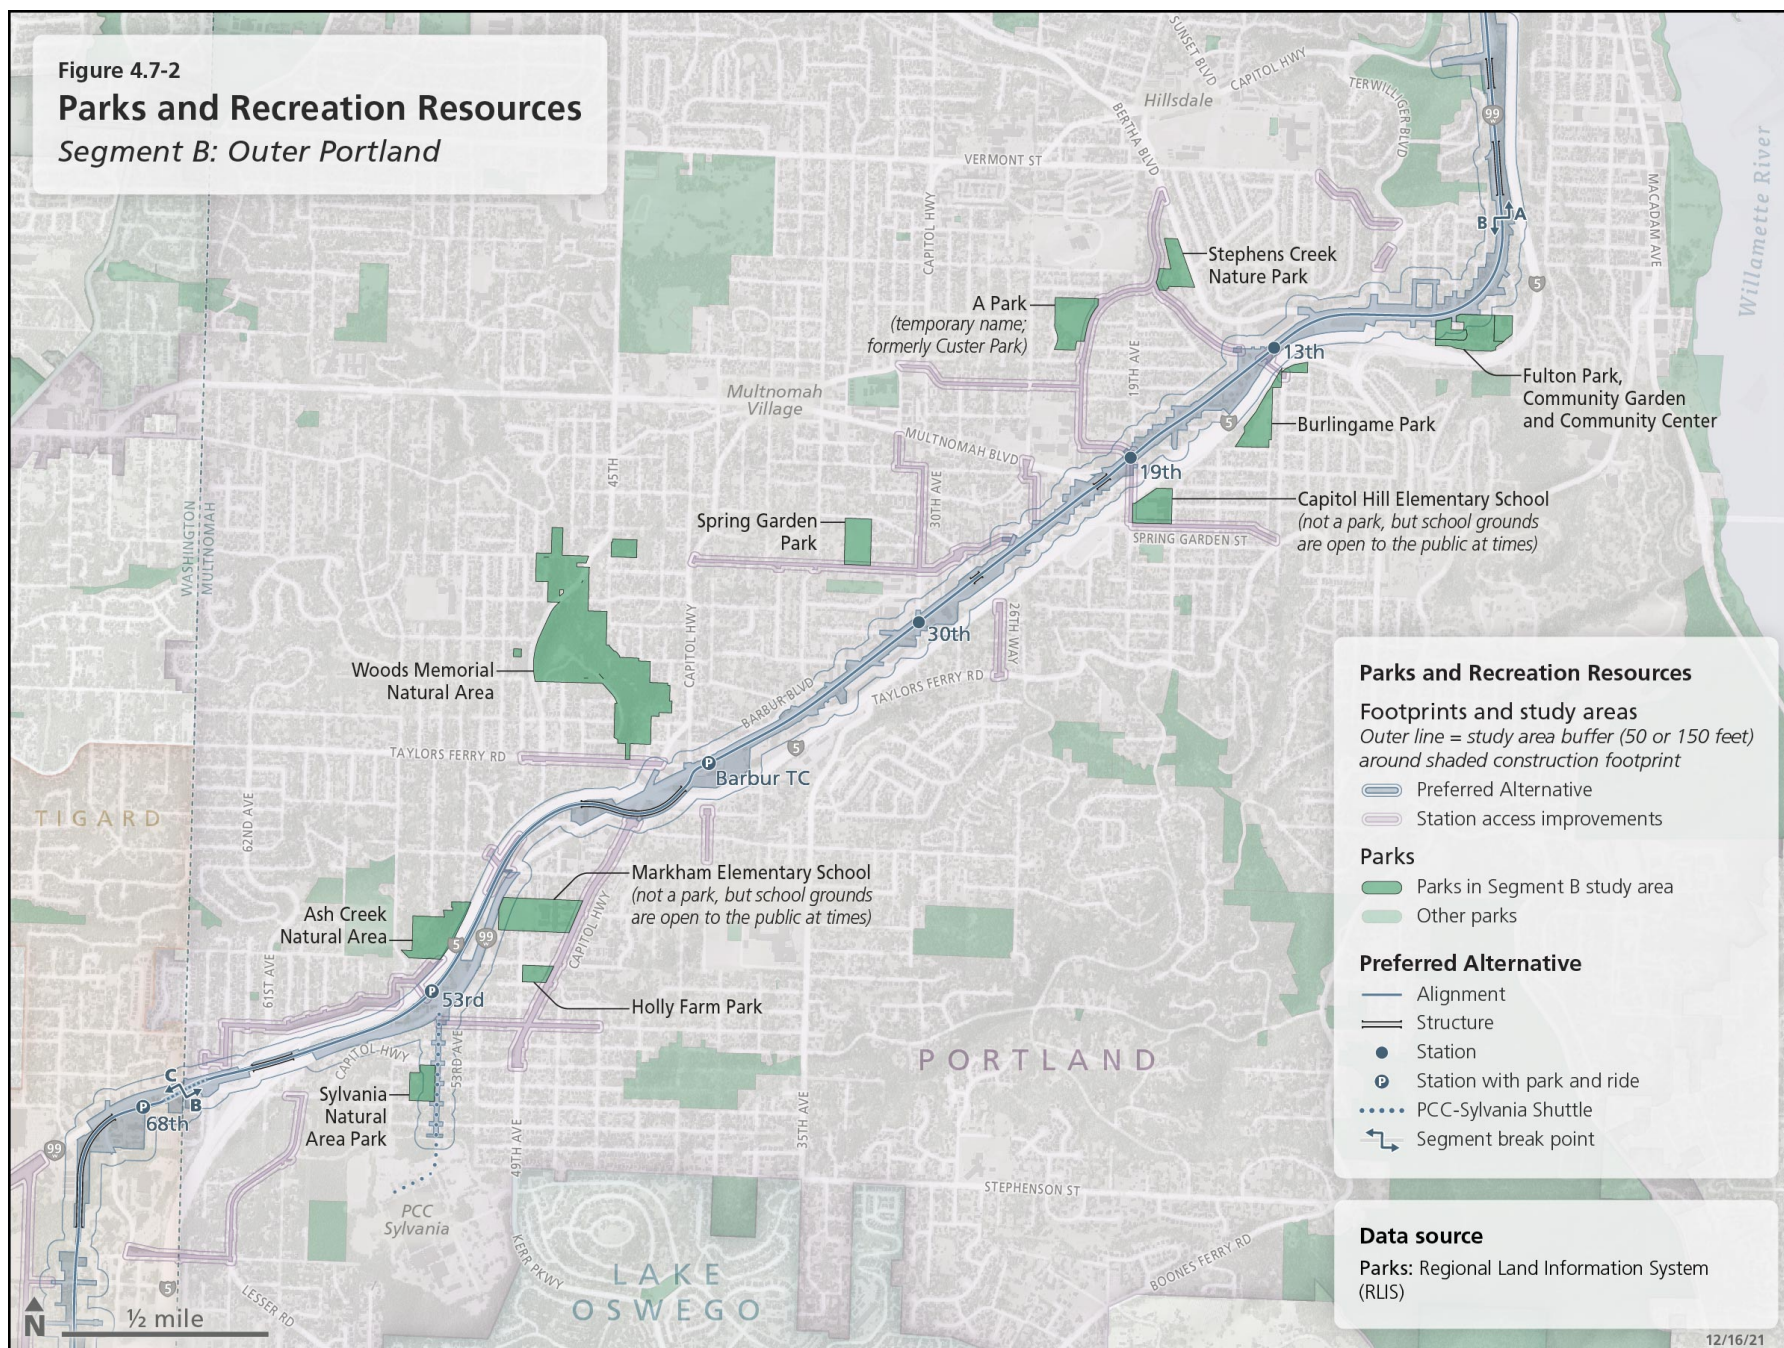 Figure 4.7-2
Parks and Recreation Resources
Segment B: Outer Portland
SUNSET BLVD
CAPITOL HWY
Hillsdale
TERWILLIGER BLVD
BERTHA BLVD
99
W
VERMONT ST
CAPITOL HWY
MACADAM AVE
Willamette River
A
B
Stephens Creek
Nature Park
5
A Park
(temporary name;
formerly Custer Park)
19TH AVE
13th
Fulton Park,
Community Garden
and Community Center
Multnomah
Village
5
Burlingame Park
MULTNOMAH BLVD
45TH
30TH AVE
19th
WASHINGTON
MULTNOMAH
Spring Garden
Park
Capitol Hill Elementary School
(not a park, but school grounds
are open to the public at times)
SPRING GARDEN ST
30th
26TH WAY
CAPITOL HWY
Woods Memorial
Natural Area
TAYLORS FERRY RD
BARBUR BLVD
5
TAYLORS FERRY RD
P
Barbur TC
TIGARD
62ND AVE
Markham Elementary School
(not a park, but school grounds
are open to the public at times)
Ash Creek
Natural Area
5
99
W
CAPITOL HWY
61ST AVE
P
53rd
Holly Farm Park
CAPITOL HWY
53RD AVE
PORTLAND
C
B
P
68th
Sylvania
Natural
Area Park
99
W
49TH AVE
35TH AVE
STEPHENSON ST
PCC
Sylvania
KERR PKWY
LAKE
OSWEGO
BOONES FERRY RD
5
LESSER RD
N
½ mile
Parks and Recreation Resources
Footprints and study areas
Outer line = study area buffer (50 or 150 feet)
around shaded construction footprint
Preferred Alternative
Station access improvements
Parks
Parks in Segment B study area
Other parks
Preferred Alternative
Alignment
Structure
Station
P Station with park and ride
PCC-Sylvania Shuttle
Segment break point
Data source
Parks: Regional Land Information System
(RLIS)
12/16/21